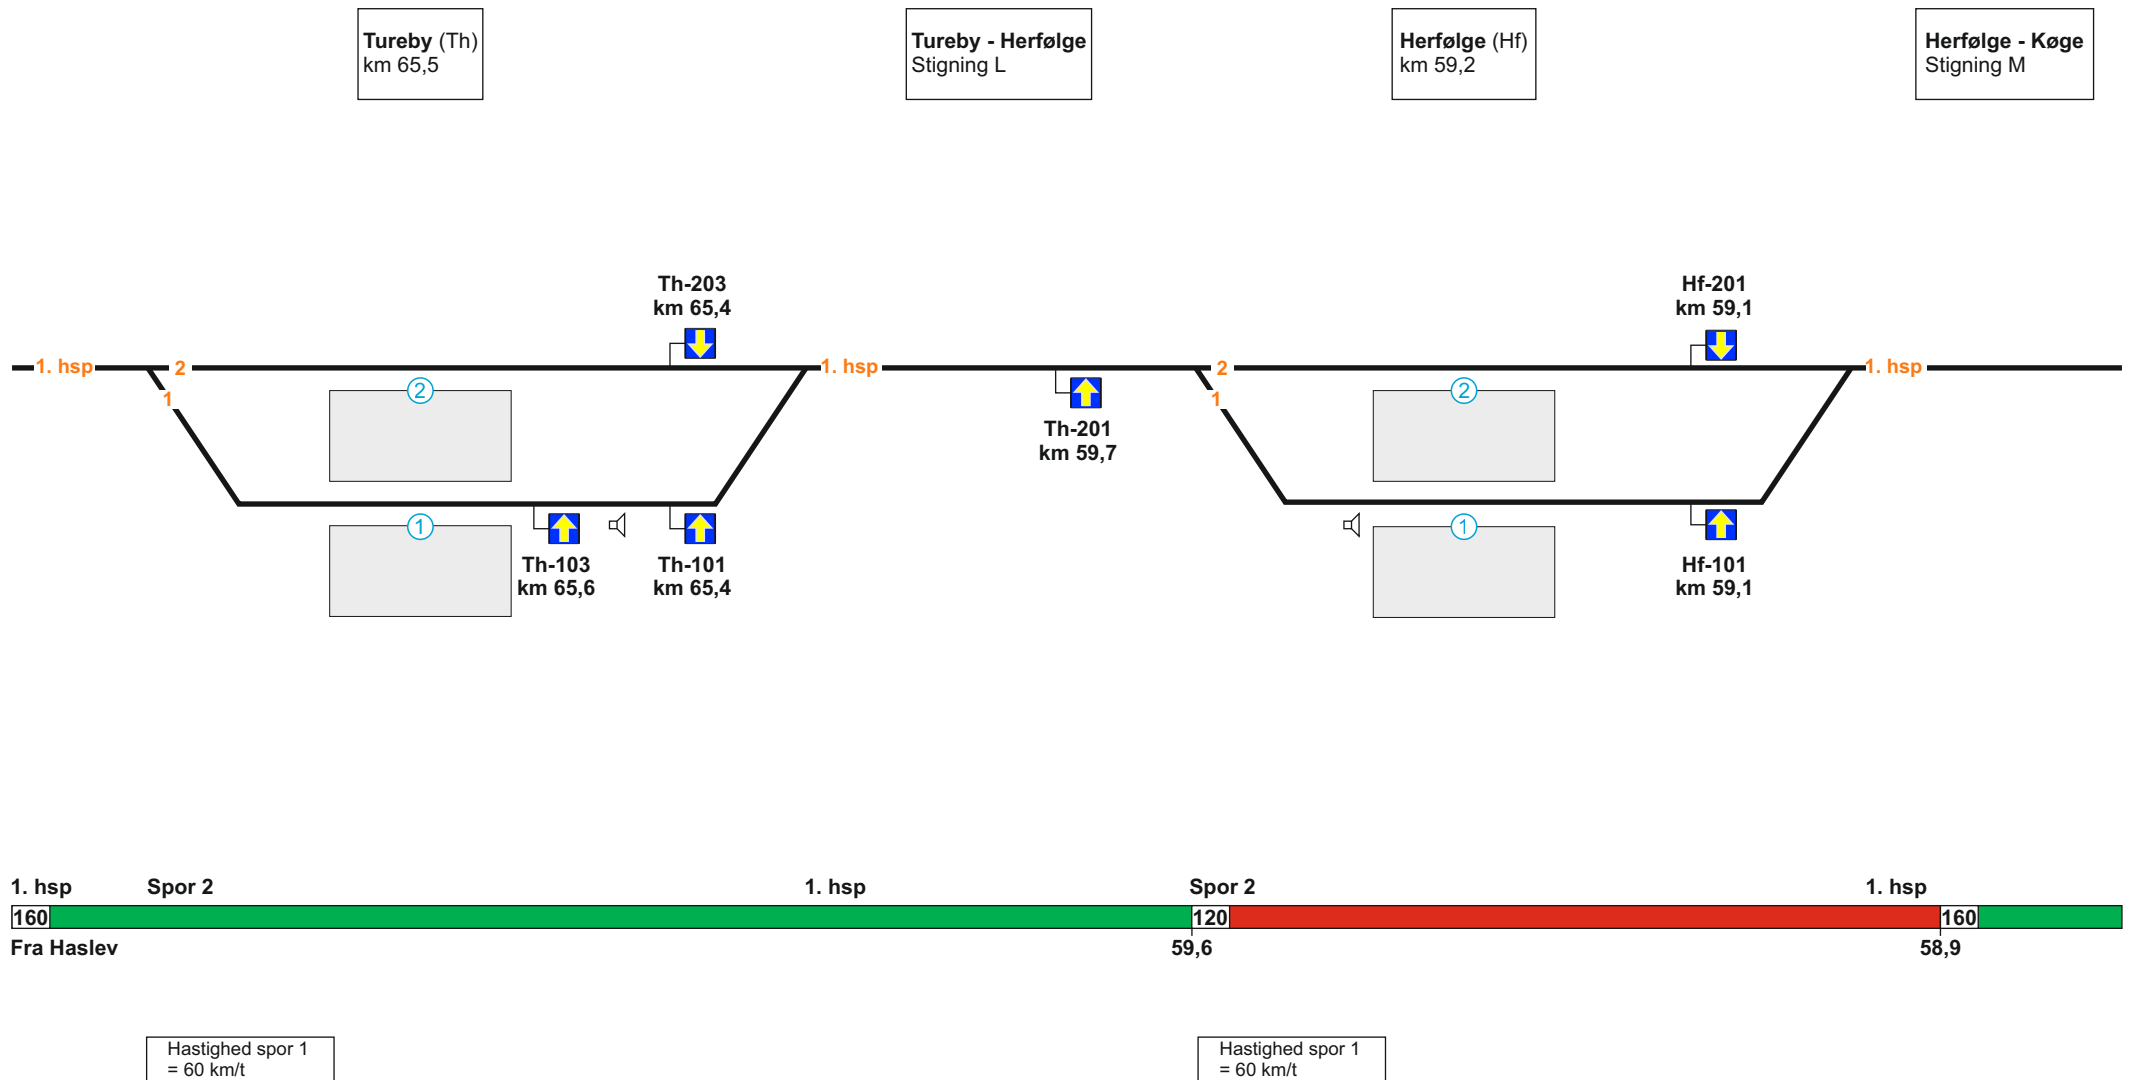 Tureby (Th)
km 65,5
Tureby - Herfølge
Stigning L
Herfølge (Hf)
km 59,2
Herfølge - Køge
Stigning M
Th-203
km 65,4
Hf-201
km 59,1
1. hsp
2
1. hsp
2
1. hsp
1
1
2
2
Th-201
km 59,7
1
1
Th-103
km 65,6
Th-101
km 65,4
Hf-101
km 59,1
1. hsp
Spor 2
1. hsp
Spor 2
1. hsp
160
120
160
Fra Haslev
59,6
58,9
Hastighed spor 1
= 60 km/t
Hastighed spor 1
= 60 km/t